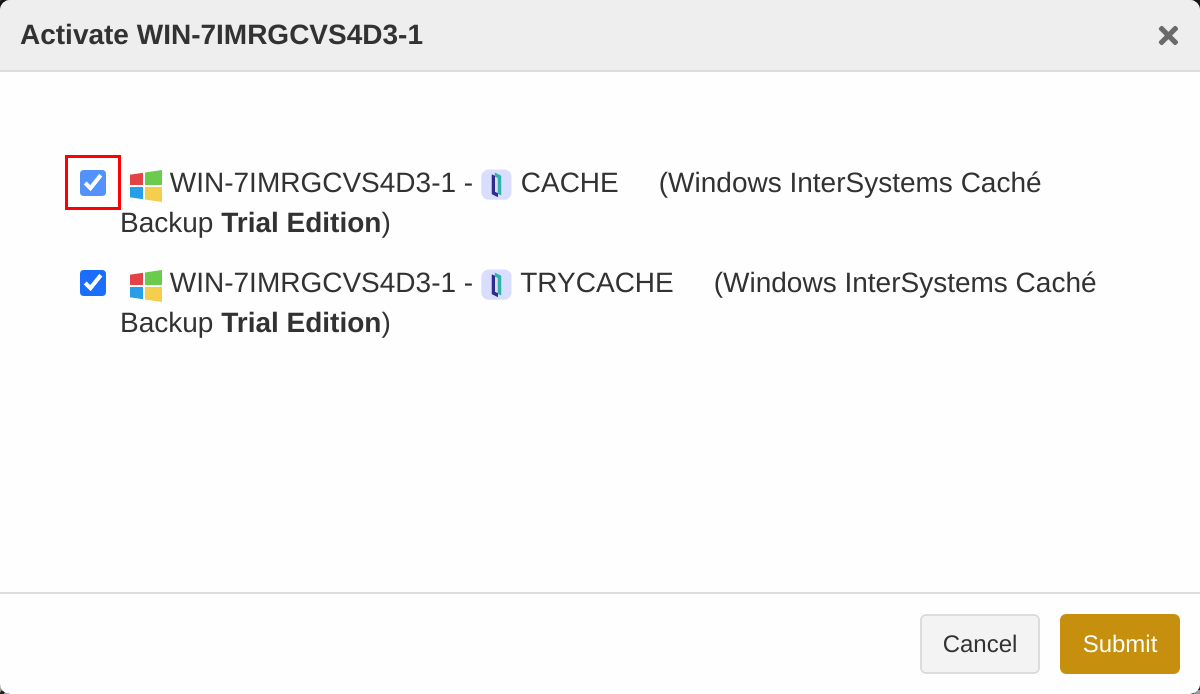 Activate WIN-7IMRGCVS4D3-1
WIN-7IMRGCVS4D3-1 - CACHE (Windows InterSystems Caché
Backup Trial Edition)
WIN-7IMRGCVS4D3-1 - TRYCACHE (Windows InterSystems Caché
Backup Trial Edition)
Cancel Submit